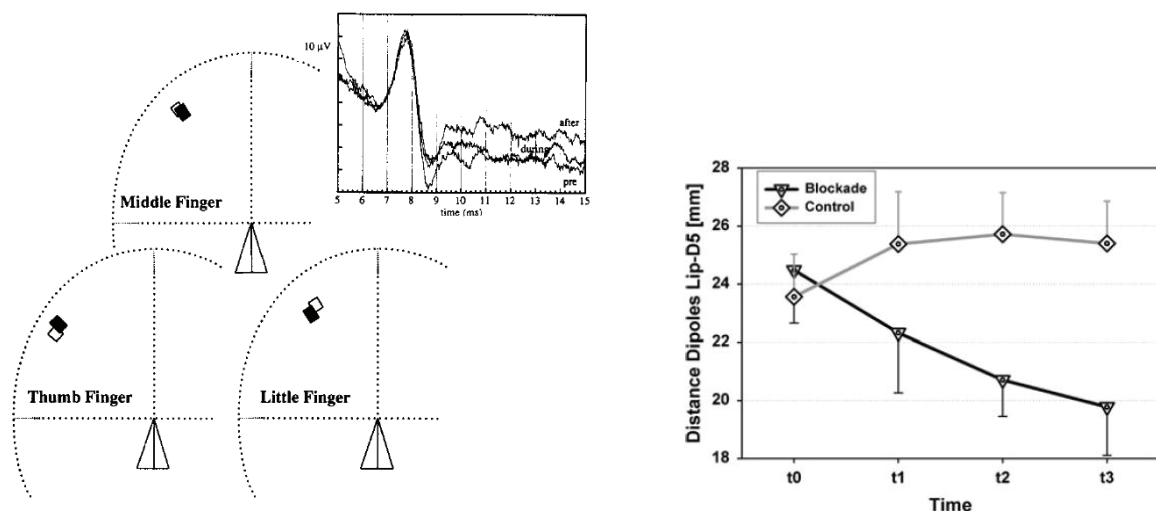 10 µV
after
during
pre
5 6 7 8 9 10 11 12 13 14 15
time (ms)
Middle Finger
Thumb Finger
Little Finger
Distance Dipoles Lip-D5 [mm]
28
26
24
22
20
18
Blockade
Control
t0 t1 t2 t3
Time